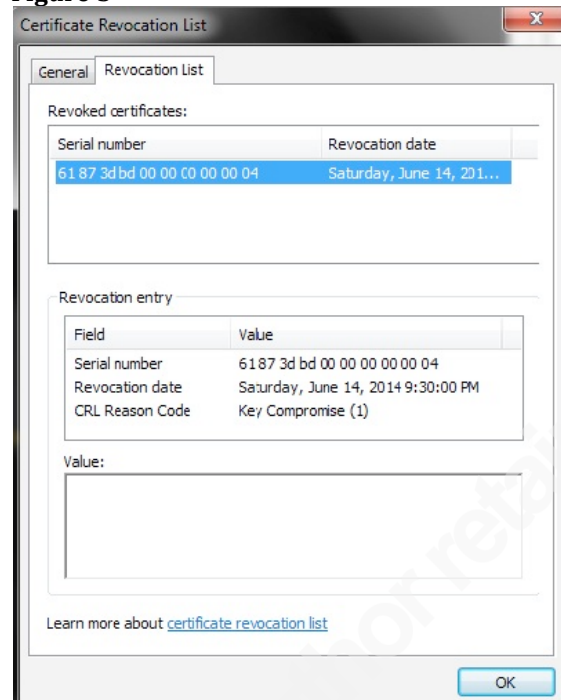 Certificate Revocation List
General Revocation List
Revoked certificates:
Serial number Revocation date
61 87 3d bd 00 00 00 00 00 04 Saturday, June 14, 201...
Revocation entry
Field Value
Serial number 61 87 3d bd 00 00 00 00 00 04
Revocation date Saturday, June 14, 2014 9:30:00 PM
CRL Reason Code Key Compromise (1)
Value:
Learn more about certificate revocation list
OK